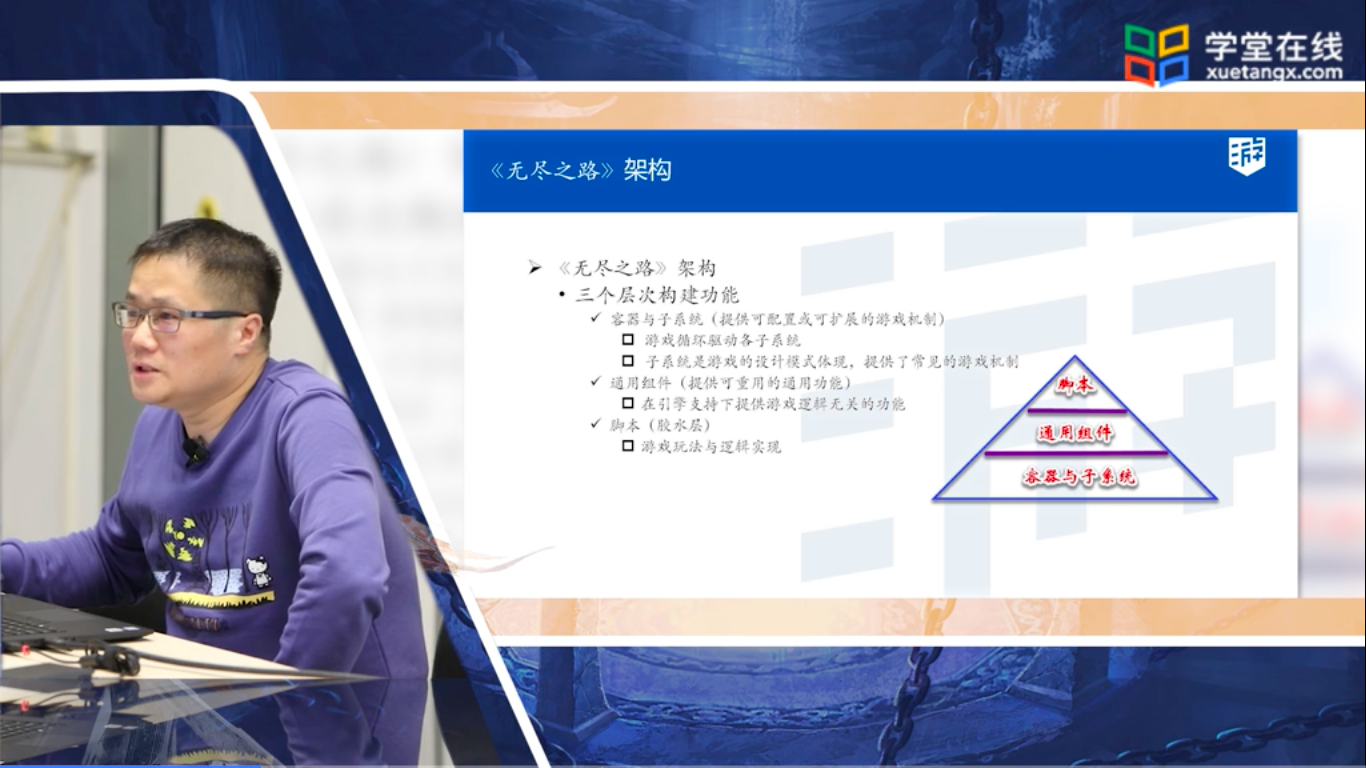 学堂在线
xuetangx.com
《无尽之路》架构
游
➢ 《无尽之路》架构
• 三个层次构建功能
✓ 容器与子系统（提供可配置或可扩展的游戏机制）
□ 游戏循环驱动各子系统
□ 子系统是游戏的设计模式体现，提供了常见的游戏机制
✓ 通用组件（提供可重用的通用功能）
□ 在引擎支持下提供游戏逻辑无关的功能
✓ 脚本（胶水层）
□ 游戏玩法与逻辑实现
脚本
通用组件
容器与子系统